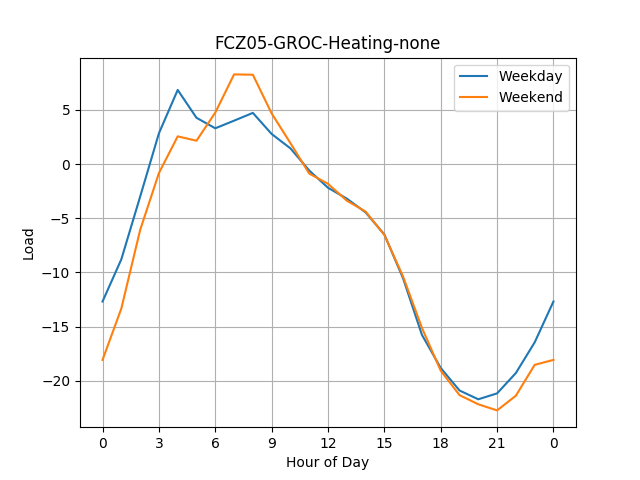 FCZ05-GROC-Heating-none
Weekday
Weekend
5
0
−5
−10
−15
−20
Load
0 3 6 9 12 15 18 21 0
Hour of Day